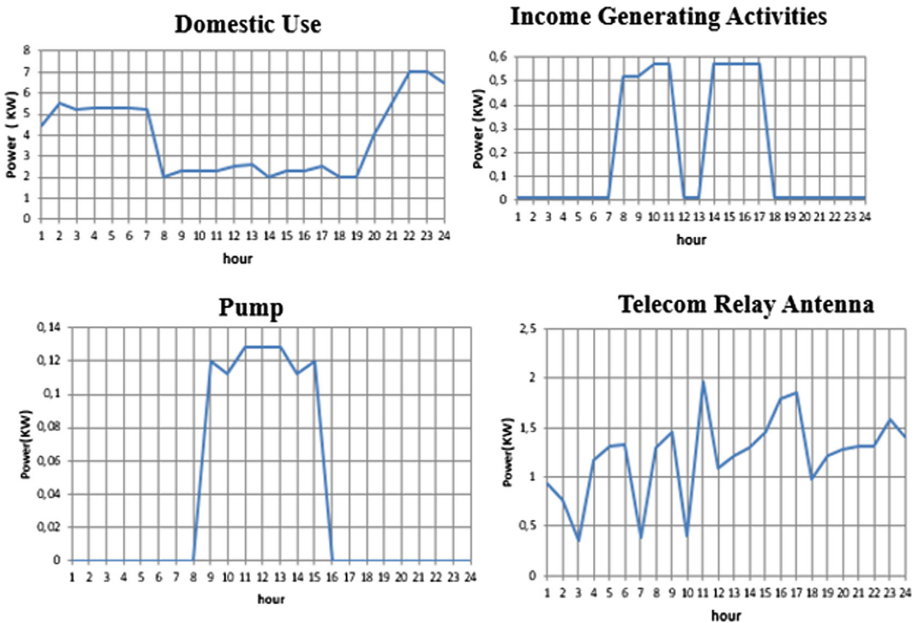 Domestic Use
8
7
6
5
4
3
2
1
0
Power ( KW)
1 2 3 4 5 6 7 8 9 10 11 12 13 14 15 16 17 18 19 20 21 22 23 24
hour
Income Generating Activities
0,6
0,5
0,4
0,3
0,2
0,1
0
Power (KW)
1 2 3 4 5 6 7 8 9 10 11 12 13 14 15 16 17 18 19 20 21 22 23 24
hour
Pump
0,14
0,12
0,1
0,08
0,06
0,04
0,02
0
Power(KW)
1 2 3 4 5 6 7 8 9 10 11 12 13 14 15 16 17 18 19 20 21 22 23 24
hour
Telecom Relay Antenna
2,5
2
1,5
1
0,5
0
Power(KW)
1 2 3 4 5 6 7 8 9 10 11 12 13 14 15 16 17 18 19 20 21 22 23 24
hour